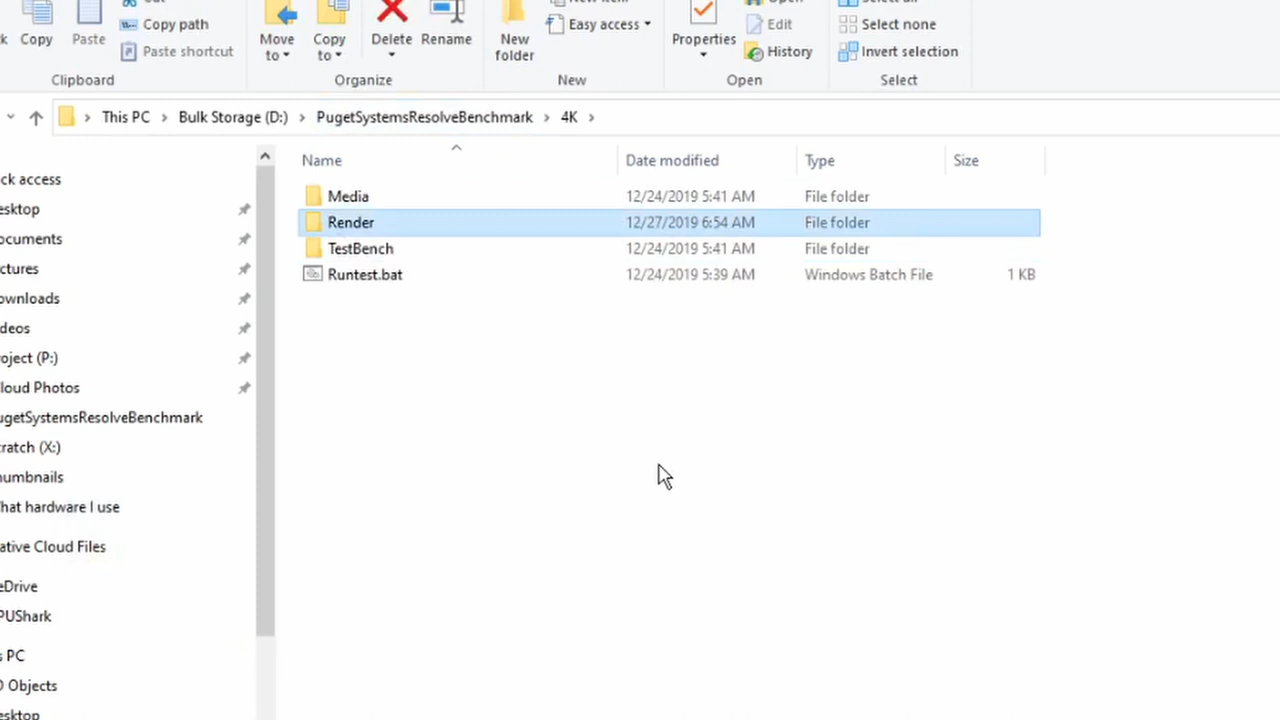 Copy path
Easy access
Select none
Copy
Paste
Paste shortcut
Move to
Copy to
Delete
Rename
New folder
Properties
Edit
History
Invert selection
Clipboard
Organize
New
Open
Select
This PC > Bulk Storage (D:) > PugetSystemsResolveBenchmark > 4K >
Name Date modified Type Size
Media 12/24/2019 5:41 AM File folder
Render 12/27/2019 6:54 AM File folder
TestBench 12/24/2019 5:41 AM File folder
Runtest.bat 12/24/2019 5:39 AM Windows Batch File 1 KB
ck access
esktop
ocuments
ctures
ownloads
deos
oject (P:)
loud Photos
ugetSystemsResolveBenchmark
ratch (X:)
humbnails
hat hardware I use
ative Cloud Files
eDrive
PUShark
s PC
D Objects
esktop